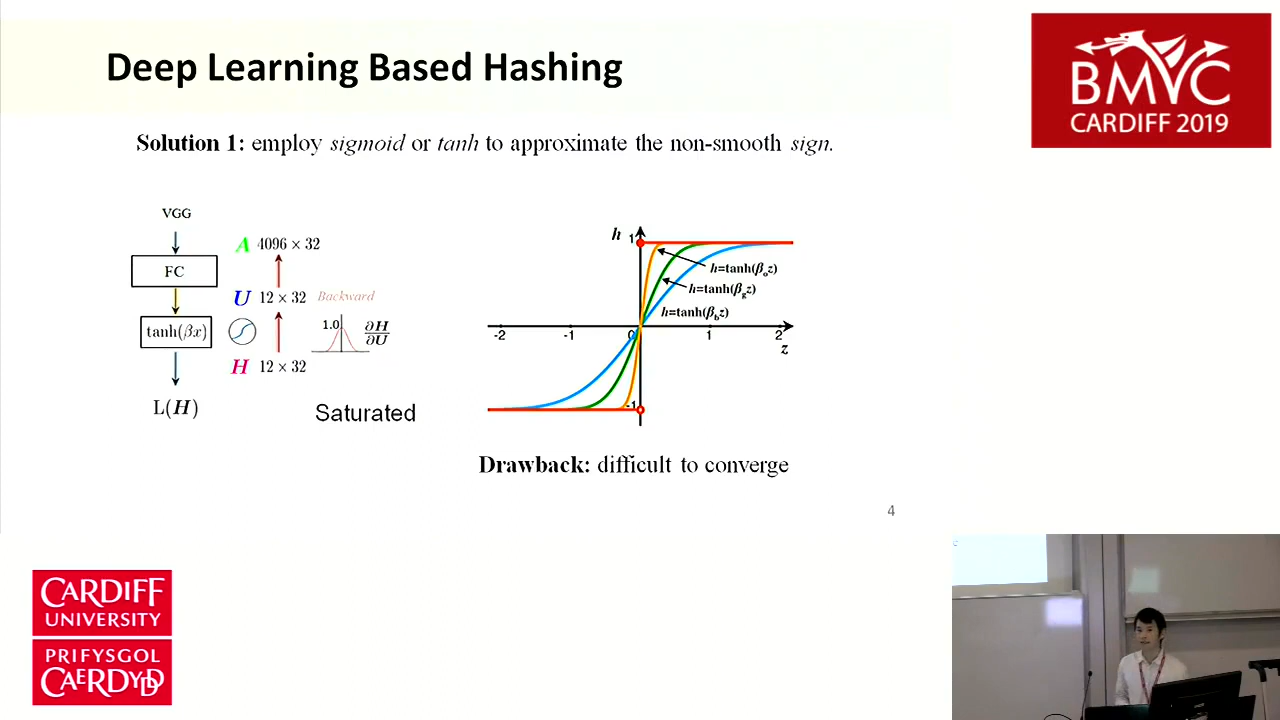 Deep Learning Based Hashing
BMVC
CARDIFF 2019
Solution 1: employ sigmoid or tanh to approximate the non-smooth sign.
VGG
A 4096 × 32
FC
U 12 × 32 Backward
tanh(βx)
1.0
∂H
∂U
H 12 × 32
L(H)
Saturated
h
1
h=tanh(βₒz)
h=tanh(β_gz)
h=tanh(β_bz)
-2 -1 0 1 2
z
-1
Drawback: difficult to converge
4
CARDIFF
UNIVERSITY
PRIFYSGOL
CAERDYDD